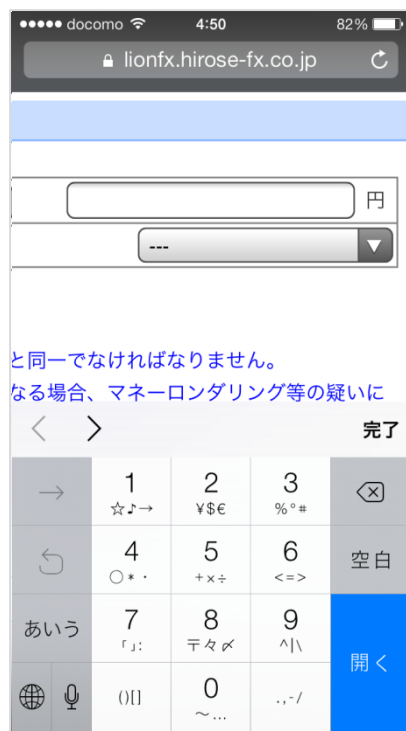 docomo 4:50 82%
lionfx.hirose-fx.co.jp
円
---
と同一でなければなりません。
なる場合、マネーロンダリング等の疑いに
完了
→ 1 2 3
☆♪→ ¥$€ %°#
4 5 6 空白
○*・ +×÷ <=>
あいう 7 8 9
「」: 〒々〆 ^|\
開く
()[] 0 .,-/
~…